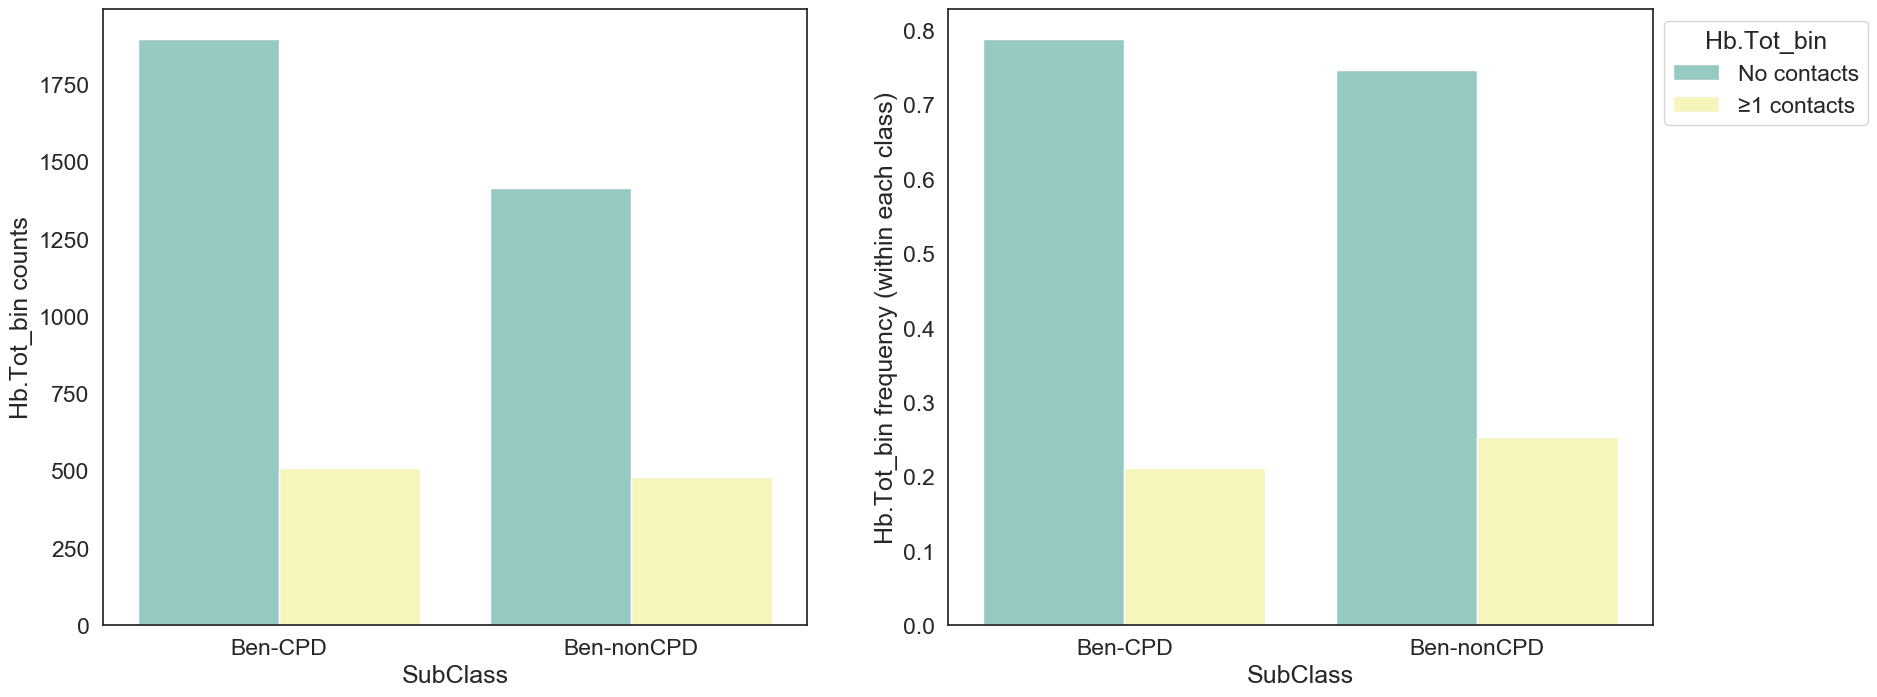 Hb.Tot_bin counts
1750
1500
1250
1000
750
500
250
0
Ben-CPD
Ben-nonCPD
SubClass
Hb.Tot_bin frequency (within each class)
0.8
0.7
0.6
0.5
0.4
0.3
0.2
0.1
0.0
Ben-CPD
Ben-nonCPD
SubClass
Hb.Tot_bin
No contacts
≥1 contacts